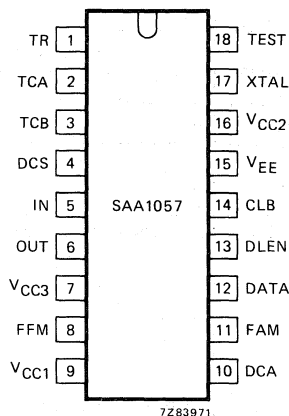 TR 1 18 TEST
TCA 2 17 XTAL
TCB 3 16 VCC2
DCS 4 15 VEE
IN 5 SAA1057 14 CLB
OUT 6 13 DLEN
VCC3 7 12 DATA
FFM 8 11 FAM
VCC1 9 10 DCA
7Z83971